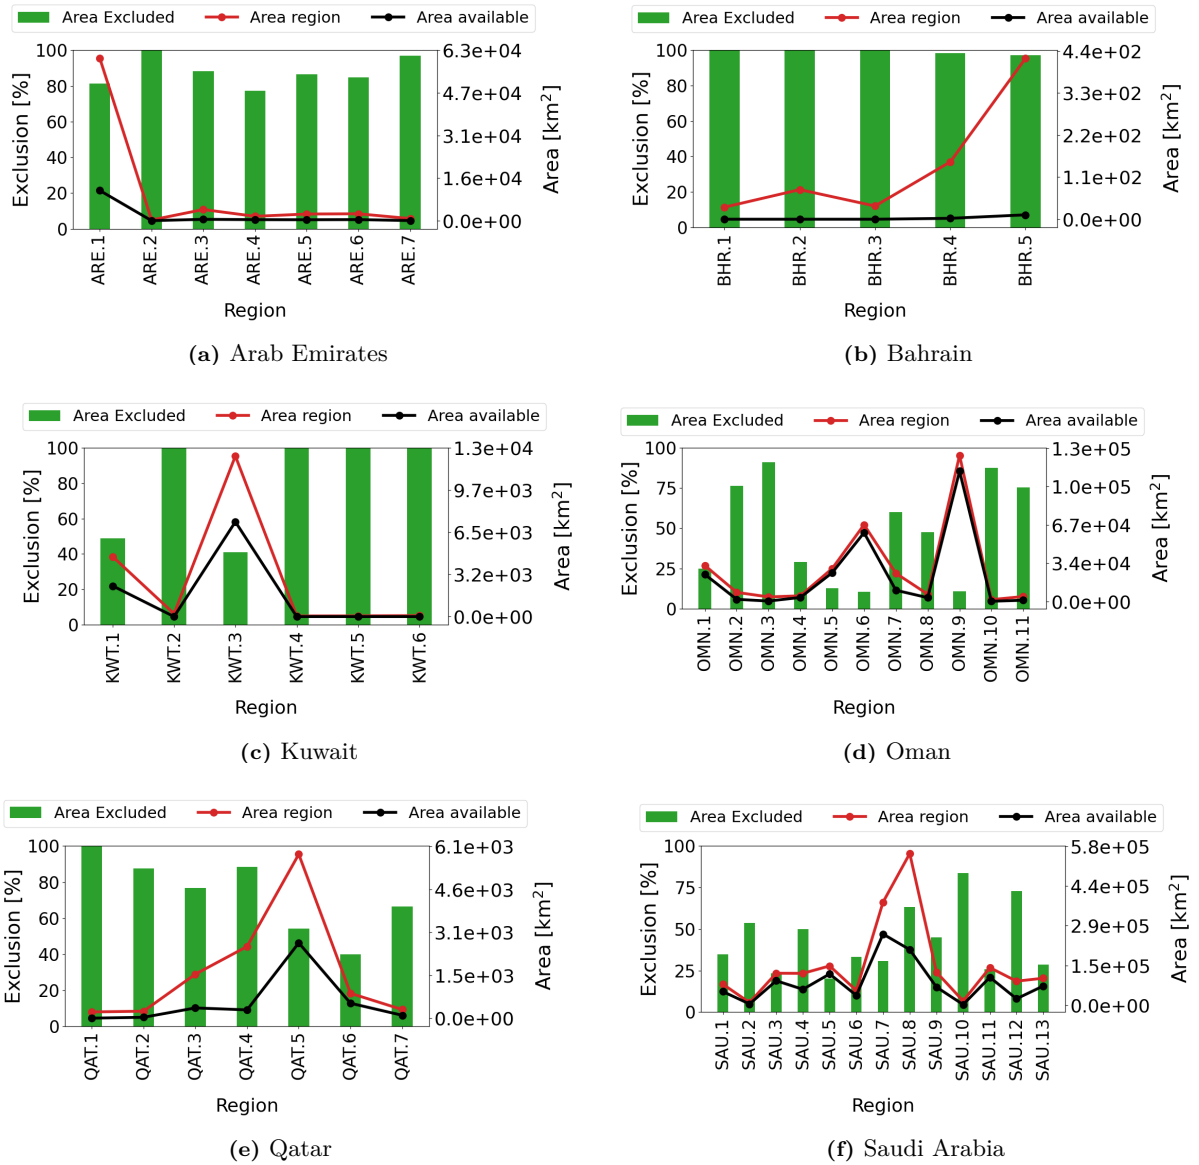 Area Excluded Area region Area available
Exclusion [%]
100
80
60
40
20
0
6.3e+04
4.7e+04
3.1e+04
1.6e+04
0.0e+00
Area [km²]
ARE.1 ARE.2 ARE.3 ARE.4 ARE.5 ARE.6 ARE.7
Region
(a) Arab Emirates
Area Excluded Area region Area available
Exclusion [%]
100
80
60
40
20
0
4.4e+02
3.3e+02
2.2e+02
1.1e+02
0.0e+00
Area [km²]
BHR.1 BHR.2 BHR.3 BHR.4 BHR.5
Region
(b) Bahrain
Area Excluded Area region Area available
Exclusion [%]
100
80
60
40
20
0
1.3e+04
9.7e+03
6.5e+03
3.2e+03
0.0e+00
Area [km²]
KWT.1 KWT.2 KWT.3 KWT.4 KWT.5 KWT.6
Region
(c) Kuwait
Area Excluded Area region Area available
Exclusion [%]
100
75
50
25
0
1.3e+05
1.0e+05
6.7e+04
3.4e+04
0.0e+00
Area [km²]
OMN.1 OMN.2 OMN.3 OMN.4 OMN.5 OMN.6 OMN.7 OMN.8 OMN.9 OMN.10 OMN.11
Region
(d) Oman
Area Excluded Area region Area available
Exclusion [%]
100
80
60
40
20
0
6.1e+03
4.6e+03
3.1e+03
1.5e+03
0.0e+00
Area [km²]
QAT.1 QAT.2 QAT.3 QAT.4 QAT.5 QAT.6 QAT.7
Region
(e) Qatar
Area Excluded Area region Area available
Exclusion [%]
100
75
50
25
0
5.8e+05
4.4e+05
2.9e+05
1.5e+05
0.0e+00
Area [km²]
SAU.1 SAU.2 SAU.3 SAU.4 SAU.5 SAU.6 SAU.7 SAU.8 SAU.9 SAU.10 SAU.11 SAU.12 SAU.13
Region
(f) Saudi Arabia